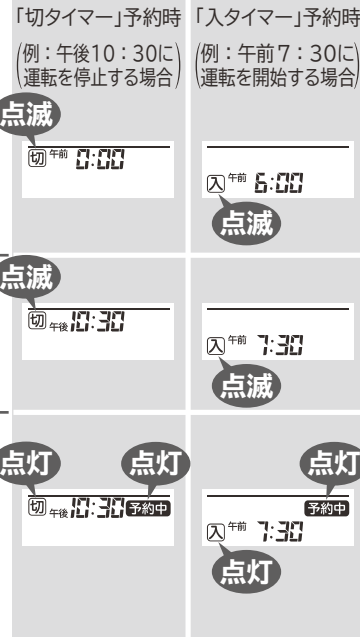 「切タイマー」予約時
(例：午後10：30に
運転を停止する場合)
点滅
切 午前 0:00
点滅
切 午後 10:30
点灯 点灯
切 午後 10:30 予約中
「入タイマー」予約時
(例：午前7：30に
運転を開始する場合)
入 午前 6:00
点滅
入 午前 7:30
点滅
点灯
予約中
入 午前 7:30
点灯